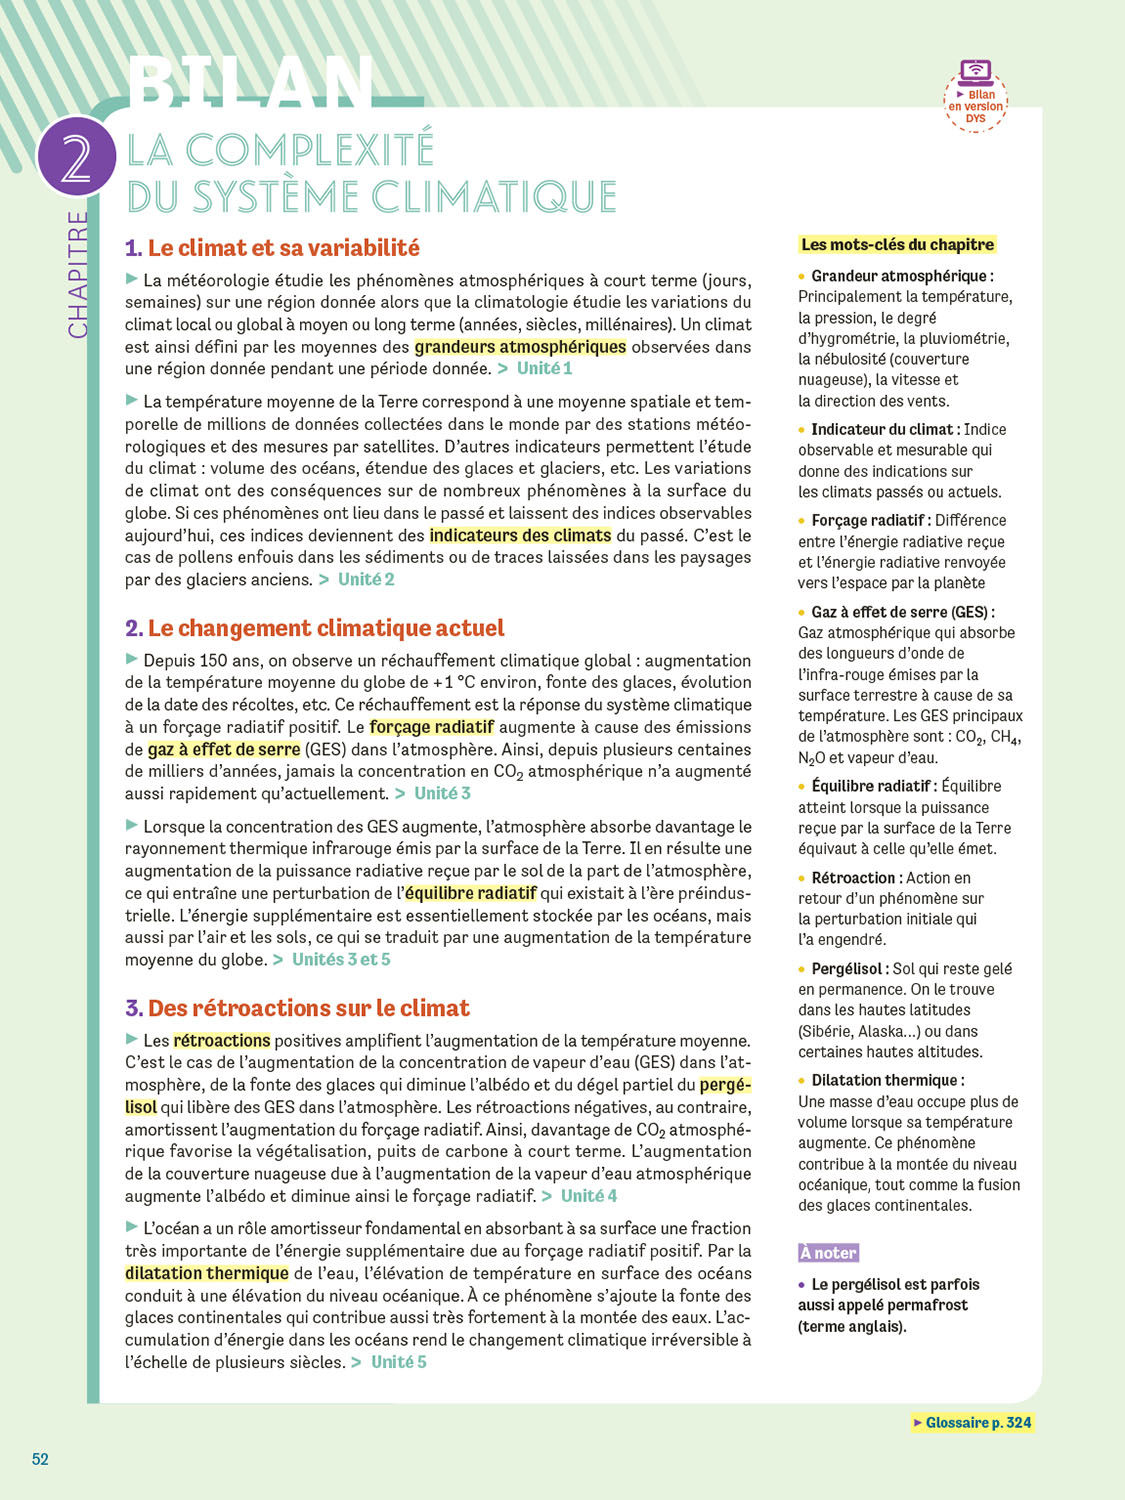 BILAN
Bilan
en version
DYS
2
CHAPITRE
LA COMPLEXITÉ
DU SYSTÈME CLIMATIQUE
1. Le climat et sa variabilité
► La météorologie étudie les phénomènes atmosphériques à court terme (jours,
semaines) sur une région donnée alors que la climatologie étudie les variations du
climat local ou global à moyen ou long terme (années, siècles, millénaires). Un climat
est ainsi défini par les moyennes des grandeurs atmosphériques observées dans
une région donnée pendant une période donnée. > Unité 1
► La température moyenne de la Terre correspond à une moyenne spatiale et tem-
porelle de millions de données collectées dans le monde par des stations météo-
rologiques et des mesures par satellites. D'autres indicateurs permettent l'étude
du climat : volume des océans, étendue des glaces et glaciers, etc. Les variations
de climat ont des conséquences sur de nombreux phénomènes à la surface du
globe. Si ces phénomènes ont lieu dans le passé et laissent des indices observables
aujourd'hui, ces indices deviennent des indicateurs des climats du passé. C'est le
cas de pollens enfouis dans les sédiments ou de traces laissées dans les paysages
par des glaciers anciens. > Unité 2
2. Le changement climatique actuel
► Depuis 150 ans, on observe un réchauffement climatique global : augmentation
de la température moyenne du globe de +1 °C environ, fonte des glaces, évolution
de la date des récoltes, etc. Ce réchauffement est la réponse du système climatique
à un forçage radiatif positif. Le forçage radiatif augmente à cause des émissions
de gaz à effet de serre (GES) dans l'atmosphère. Ainsi, depuis plusieurs centaines
de milliers d'années, jamais la concentration en CO₂ atmosphérique n'a augmenté
aussi rapidement qu'actuellement. > Unité 3
► Lorsque la concentration des GES augmente, l'atmosphère absorbe davantage le
rayonnement thermique infrarouge émis par la surface de la Terre. Il en résulte une
augmentation de la puissance radiative reçue par le sol de la part de l'atmosphère,
ce qui entraîne une perturbation de l'équilibre radiatif qui existait à l'ère préindus-
trielle. L'énergie supplémentaire est essentiellement stockée par les océans, mais
aussi par l'air et les sols, ce qui se traduit par une augmentation de la température
moyenne du globe. > Unités 3 et 5
3. Des rétroactions sur le climat
► Les rétroactions positives amplifient l'augmentation de la température moyenne.
C'est le cas de l'augmentation de la concentration de vapeur d'eau (GES) dans l'at-
mosphère, de la fonte des glaces qui diminue l'albédo et du dégel partiel du pergé-
lisol qui libère des GES dans l'atmosphère. Les rétroactions négatives, au contraire,
amortissent l'augmentation du forçage radiatif. Ainsi, davantage de CO₂ atmosphé-
rique favorise la végétalisation, puits de carbone à court terme. L'augmentation
de la couverture nuageuse due à l'augmentation de la vapeur d'eau atmosphérique
augmente l'albédo et diminue ainsi le forçage radiatif. > Unité 4
► L'océan a un rôle amortisseur fondamental en absorbant à sa surface une fraction
très importante de l'énergie supplémentaire due au forçage radiatif positif. Par la
dilatation thermique de l'eau, l'élévation de température en surface des océans
conduit à une élévation du niveau océanique. À ce phénomène s'ajoute la fonte des
glaces continentales qui contribue aussi très fortement à la montée des eaux. L'ac-
cumulation d'énergie dans les océans rend le changement climatique irréversible à
l'échelle de plusieurs siècles. > Unité 5
Les mots-clés du chapitre
• Grandeur atmosphérique :
Principalement la température,
la pression, le degré
d'hygrométrie, la pluviométrie,
la nébulosité (couverture
nuageuse), la vitesse et
la direction des vents.
• Indicateur du climat : Indice
observable et mesurable qui
donne des indications sur
les climats passés ou actuels.
• Forçage radiatif : Différence
entre l'énergie radiative reçue
et l'énergie radiative renvoyée
vers l'espace par la planète
• Gaz à effet de serre (GES) :
Gaz atmosphérique qui absorbe
des longueurs d'onde de
l'infra-rouge émises par la
surface terrestre à cause de sa
température. Les GES principaux
de l'atmosphère sont : CO₂, CH₄,
N₂O et vapeur d'eau.
• Équilibre radiatif : Équilibre
atteint lorsque la puissance
reçue par la surface de la Terre
équivaut à celle qu'elle émet.
• Rétroaction : Action en
retour d'un phénomène sur
la perturbation initiale qui
l'a engendré.
• Pergélisol : Sol qui reste gelé
en permanence. On le trouve
dans les hautes latitudes
(Sibérie, Alaska...) ou dans
certaines hautes altitudes.
• Dilatation thermique :
Une masse d'eau occupe plus de
volume lorsque sa température
augmente. Ce phénomène
contribue à la montée du niveau
océanique, tout comme la fusion
des glaces continentales.
À noter
• Le pergélisol est parfois
aussi appelé permafrost
(terme anglais).
► Glossaire p. 324
52